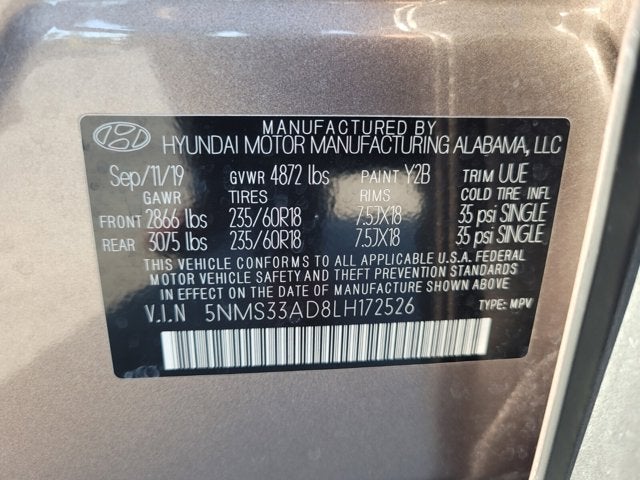 MANUFACTURED BY
HYUNDAI MOTOR MANUFACTURING ALABAMA, LLC
Sep/11/19 GVWR 4872 lbs PAINT Y2B TRIM UUE
GAWR TIRES RIMS COLD TIRE INFL
FRONT 2866 lbs 235/60R18 7.5JX18 35 psi SINGLE
REAR 3075 lbs 235/60R18 7.5JX18 35 psi SINGLE
THIS VEHICLE CONFORMS TO ALL APPLICABLE U.S.A. FEDERAL
MOTOR VEHICLE SAFETY AND THEFT PREVENTION STANDARDS
IN EFFECT ON THE DATE OF MANUFACTURE SHOWN ABOVE
V.I.N 5NMS33AD8LH172526 TYPE: MPV